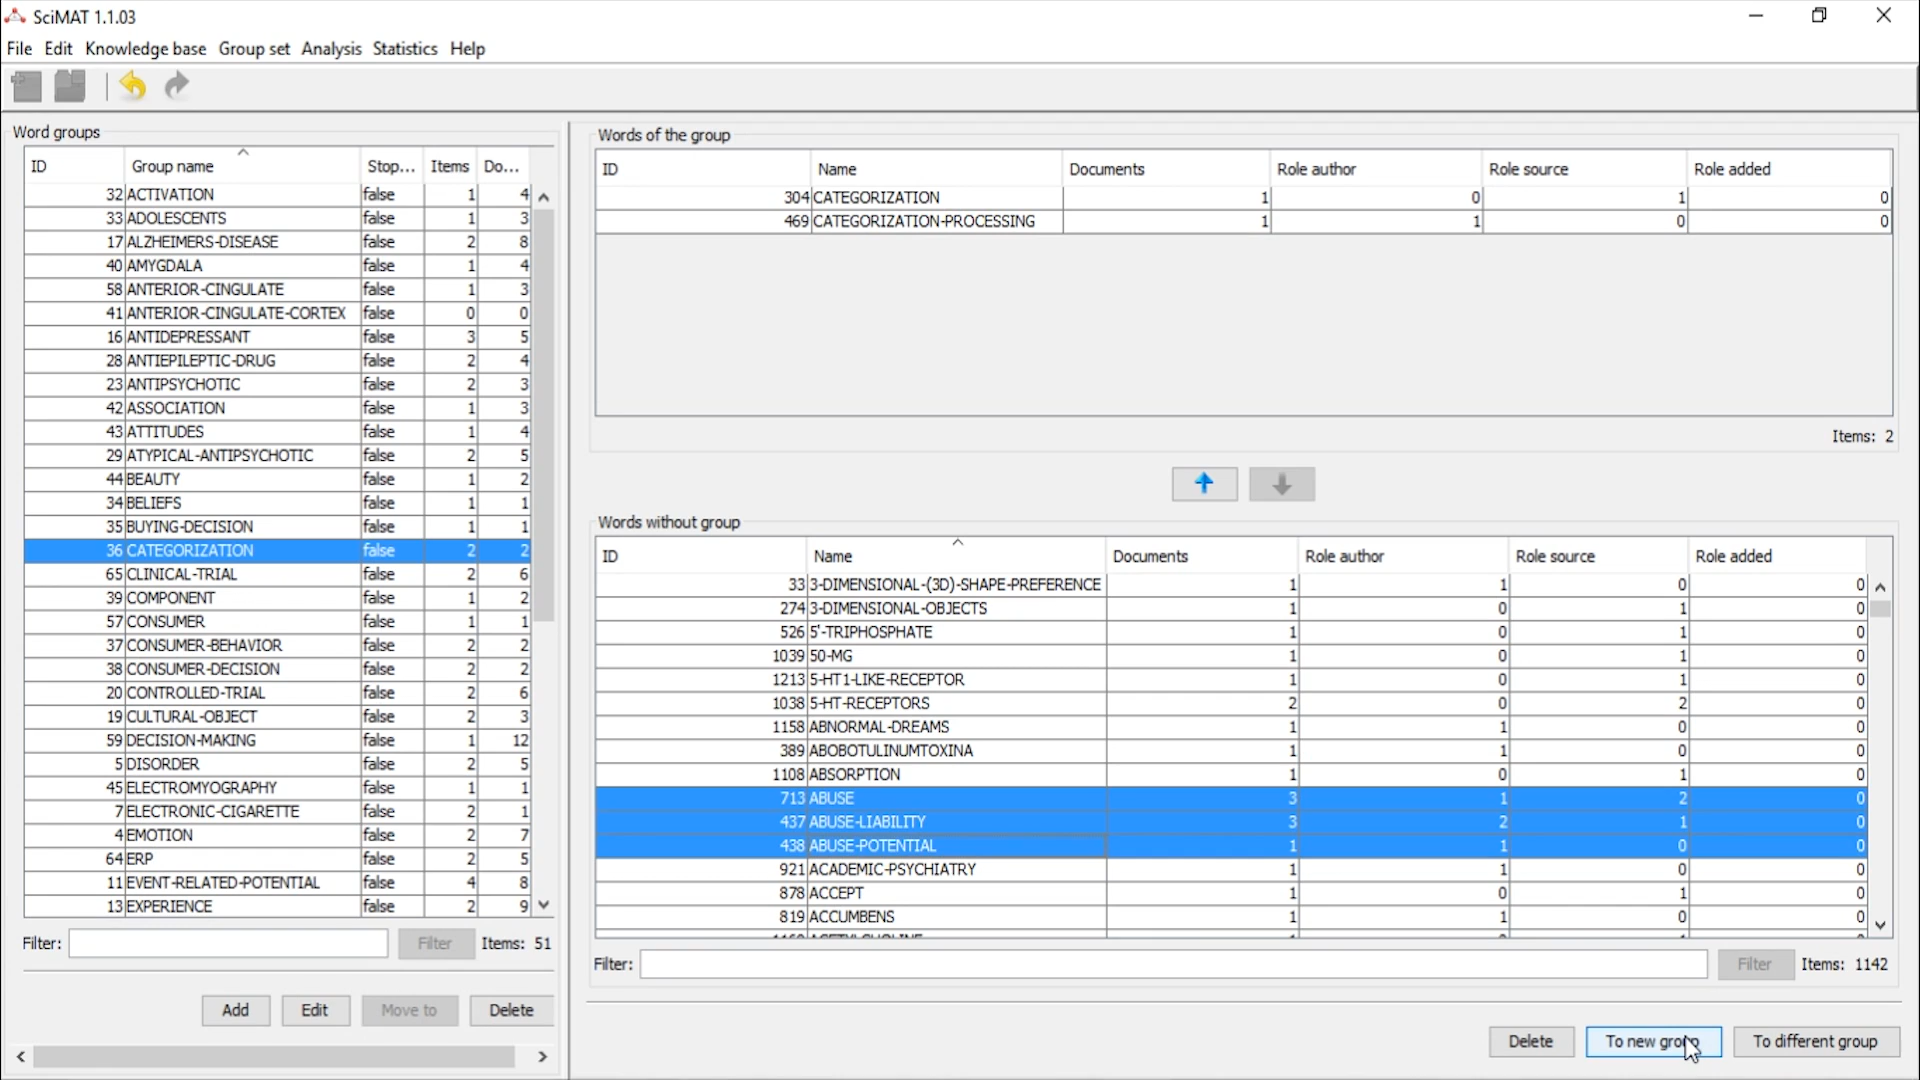 SciMAT 1.1.03
File Edit Knowledge base Group set Analysis Statistics Help
Word groups
ID Group name Stop... Items Do...
32 ACTIVATION false 1 4
33 ADOLESCENTS false 1 3
17 ALZHEIMERS-DISEASE false 2 8
40 AMYGDALA false 1 4
58 ANTERIOR-CINGULATE false 1 3
41 ANTERIOR-CINGULATE-CORTEX false 0 0
16 ANTIDEPRESSANT false 3 5
28 ANTIEPILEPTIC-DRUG false 2 4
23 ANTIPSYCHOTIC false 2 3
42 ASSOCIATION false 1 3
43 ATTITUDES false 1 4
29 ATYPICAL-ANTIPSYCHOTIC false 2 5
44 BEAUTY false 1 2
34 BELIEFS false 1 1
35 BUYING-DECISION false 1 1
36 CATEGORIZATION false 2 2
65 CLINICAL-TRIAL false 2 6
39 COMPONENT false 1 2
57 CONSUMER false 1 1
37 CONSUMER-BEHAVIOR false 2 2
38 CONSUMER-DECISION false 2 2
20 CONTROLLED-TRIAL false 2 6
19 CULTURAL-OBJECT false 2 3
59 DECISION-MAKING false 1 12
5 DISORDER false 2 5
45 ELECTROMYOGRAPHY false 1 1
7 ELECTRONIC-CIGARETTE false 2 1
4 EMOTION false 2 7
64 ERP false 2 5
11 EVENT-RELATED-POTENTIAL false 4 8
13 EXPERIENCE false 2 9
Filter: Filter Items: 51
Add Edit Move to Delete
Words of the group
ID Name Documents Role author Role source Role added
304 CATEGORIZATION 1 0 1 0
469 CATEGORIZATION-PROCESSING 1 1 0 0
Items: 2
Words without group
ID Name Documents Role author Role source Role added
33 3-DIMENSIONAL-(3D)-SHAPE-PREFERENCE 1 1 0 0
274 3-DIMENSIONAL-OBJECTS 1 0 1 0
526 5'-TRIPHOSPHATE 1 0 1 0
1039 50-MG 1 0 1 0
1213 5-HT1-LIKE-RECEPTOR 1 0 1 0
1038 5-HT-RECEPTORS 2 0 2 0
1158 ABNORMAL-DREAMS 1 1 0 0
389 ABOBOTULINUMTOXINA 1 1 0 0
1108 ABSORPTION 1 0 1 0
713 ABUSE 3 1 2 0
437 ABUSE-LIABILITY 3 2 1 0
438 ABUSE-POTENTIAL 1 1 0 0
921 ACADEMIC-PSYCHIATRY 1 1 0 0
878 ACCEPT 1 0 1 0
819 ACCUMBENS 1 1 0 0
Filter: Filter Items: 1142
Delete To new group To different group